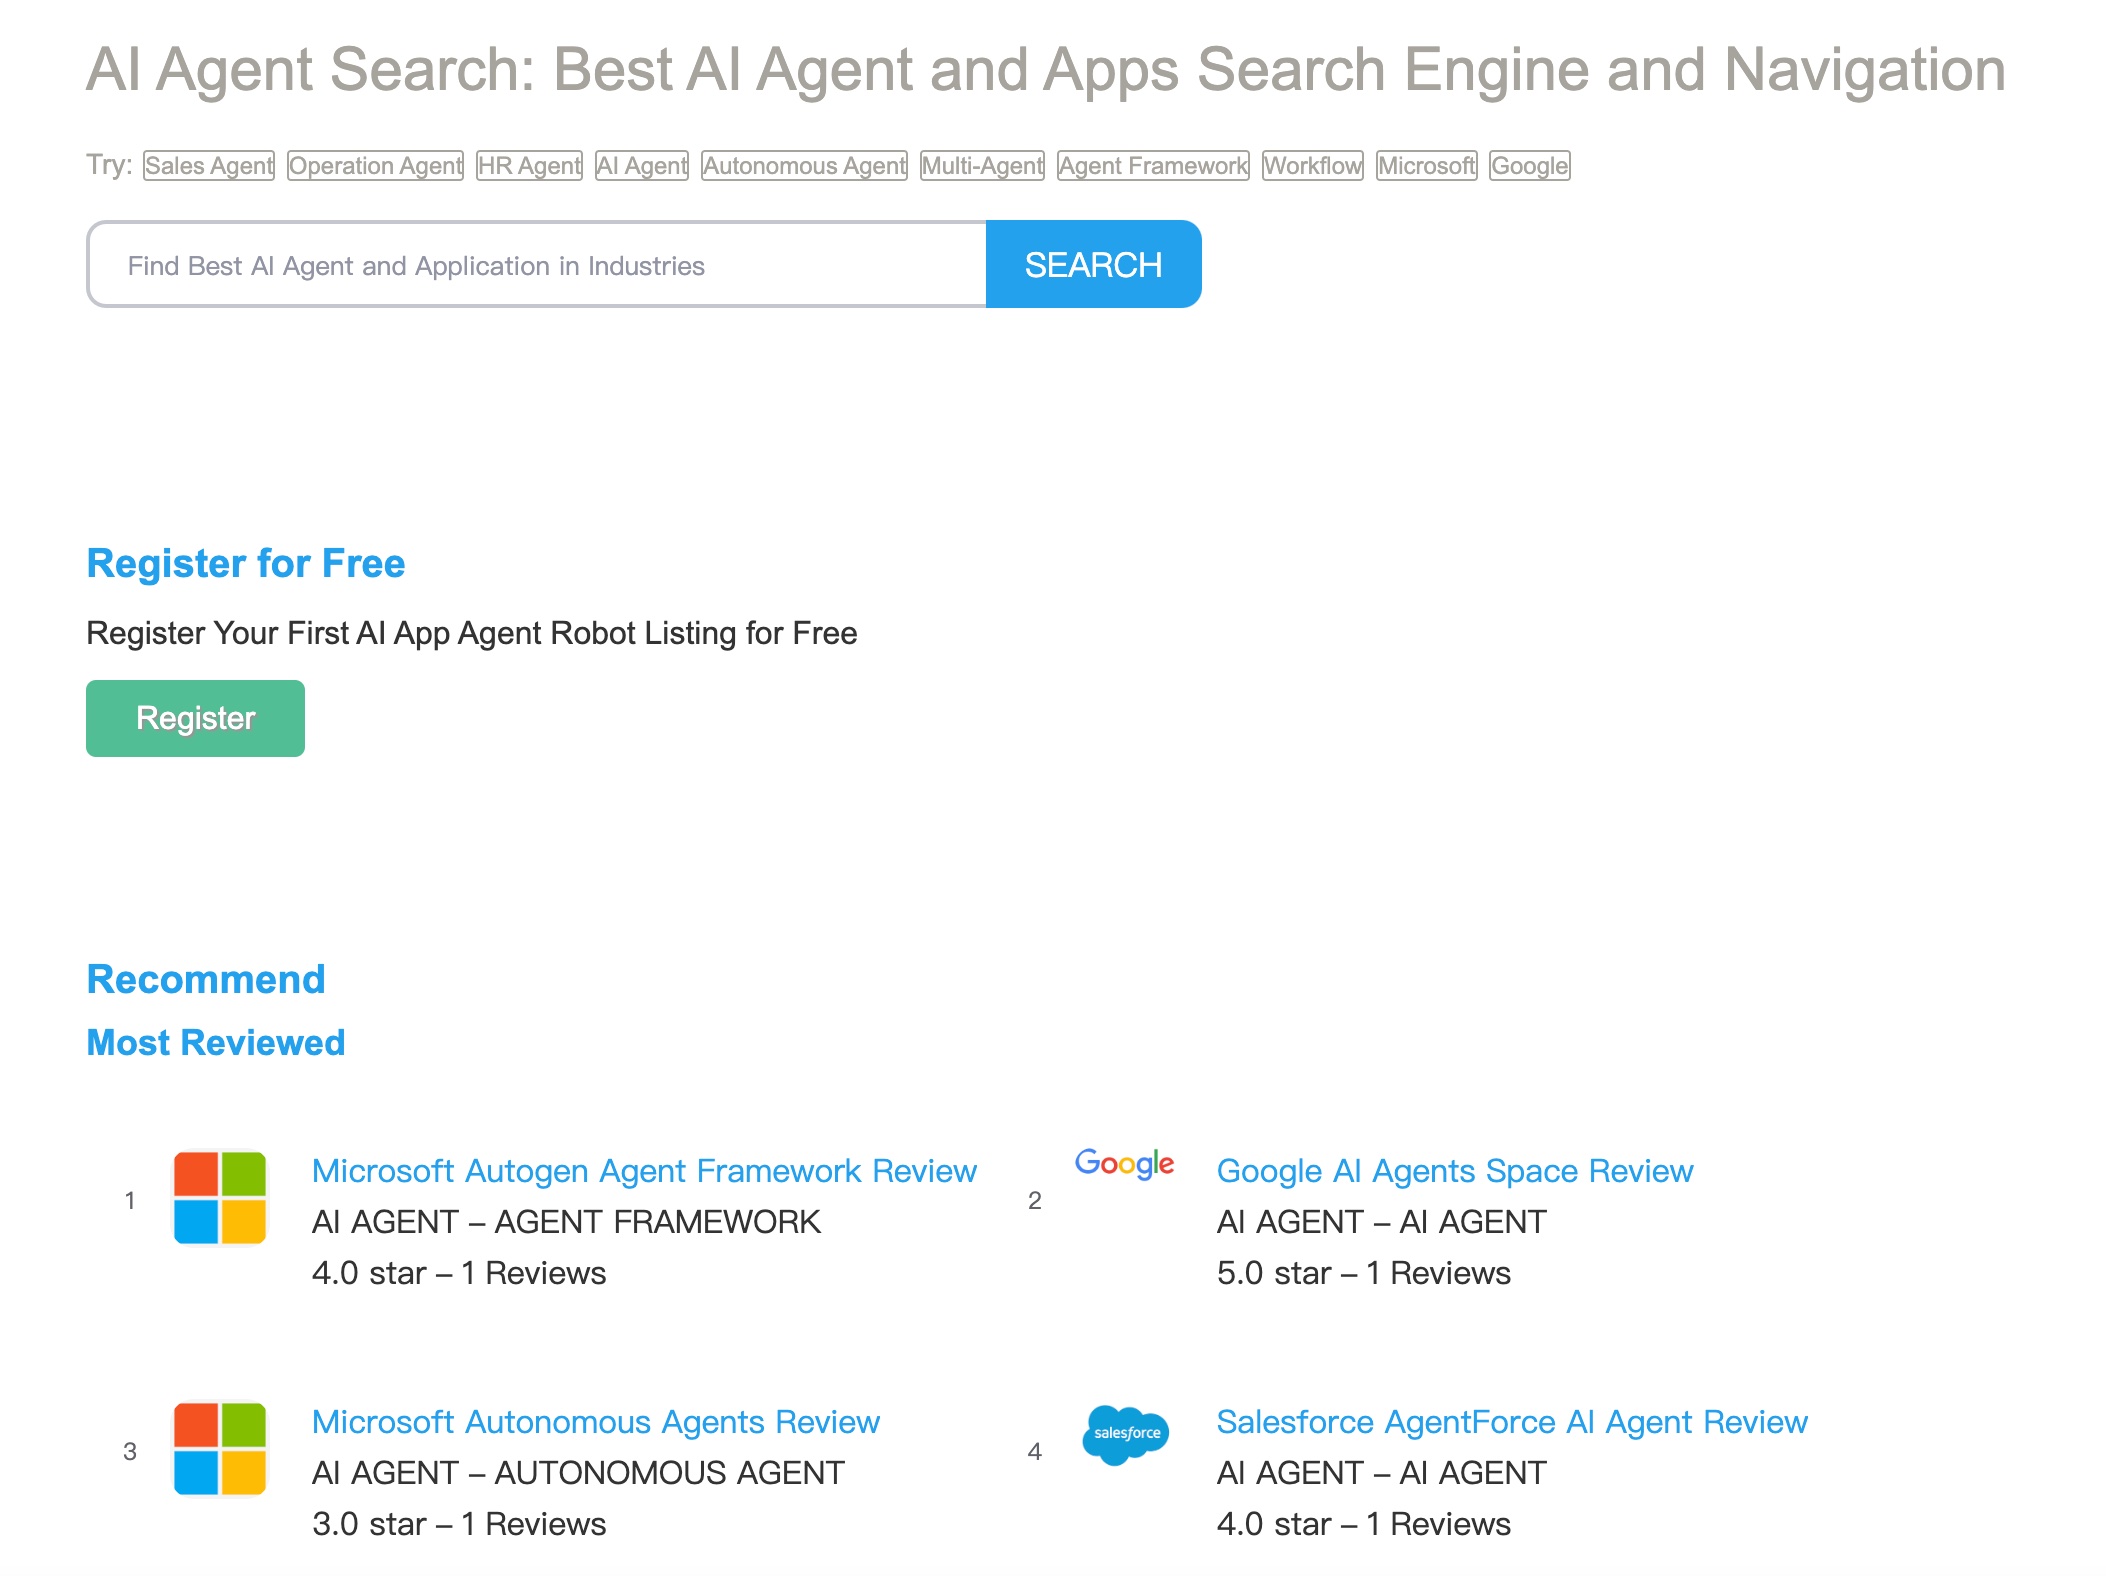 AI Agent Search: Best AI Agent and Apps Search Engine and Navigation
Try: Sales Agent Operation Agent HR Agent AI Agent Autonomous Agent Multi-Agent Agent Framework Workflow Microsoft Google
Find Best AI Agent and Application in Industries SEARCH
Register for Free
Register Your First AI App Agent Robot Listing for Free
Register
Recommend
Most Reviewed
1
Microsoft Autogen Agent Framework Review
AI AGENT – AGENT FRAMEWORK
4.0 star – 1 Reviews
2
Google
Google AI Agents Space Review
AI AGENT – AI AGENT
5.0 star – 1 Reviews
3
Microsoft Autonomous Agents Review
AI AGENT – AUTONOMOUS AGENT
3.0 star – 1 Reviews
4
salesforce
Salesforce AgentForce AI Agent Review
AI AGENT – AI AGENT
4.0 star – 1 Reviews